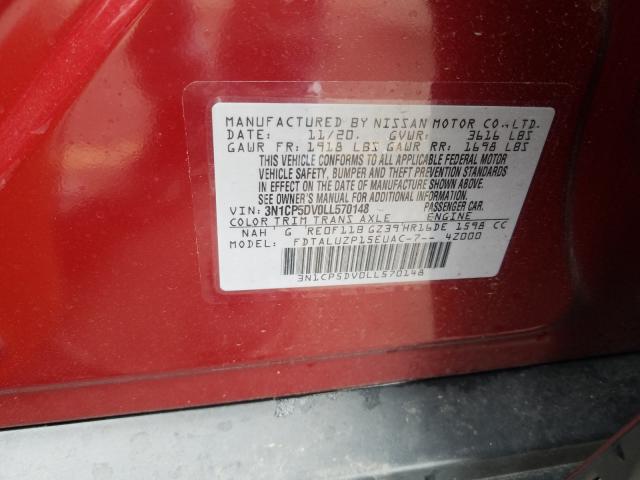 MANUFACTURED BY NISSAN MOTOR CO.,LTD.
DATE: 11/20. GVWR: 3616 LBS
GAWR FR: 1918 LBS GAWR RR: 1698 LBS
THIS VEHICLE CONFORMS TO ALL APPLICABLE FEDERAL MOTOR
VEHICLE SAFETY, BUMPER AND THEFT PREVENTION STANDARDS
IN EFFECT ON THE DATE OF MANUFACTURE SHOWN ABOVE.
SEE OWNER'S MANUAL FOR ADDITIONAL INFORMATION.
VIN: 3N1CP5DV0LL570148 PASSENGER CAR.
COLOR TRIM TRANS AXLE ENGINE
NAH G RE0F11B GZ39 HR16DE 1598 CC
MODEL: FDTALUZP15EUAC-7-- 4Z000
3N1CP5DV0LL570148